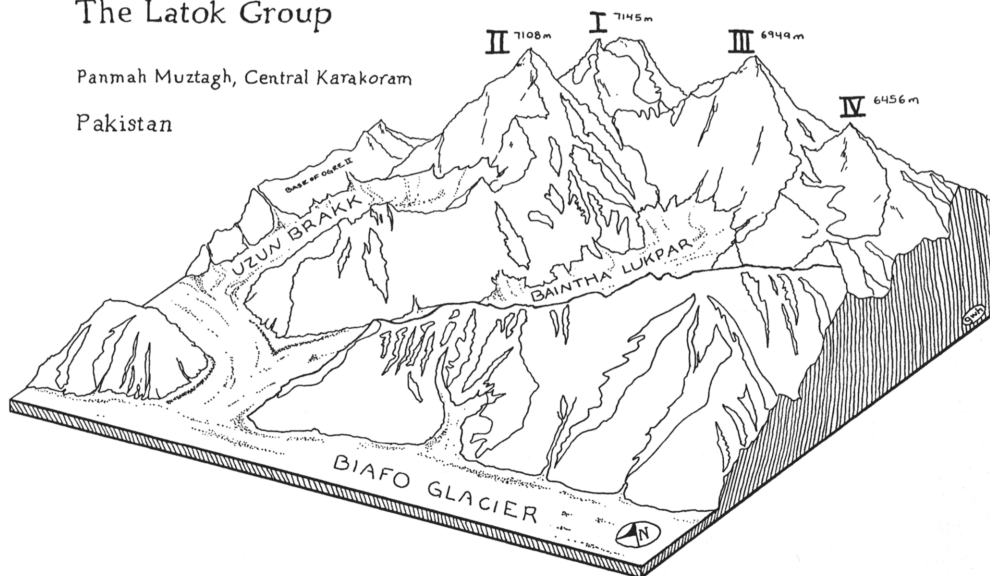 The Latok Group
Panmah Muztagh, Central Karakoram
Pakistan
II 7108m
I 7145m
III 6949m
IV 6456m
BASE OF OGRE II
UZUN BRAKK
BAINTHA LUKPAR
BIAFO GLACIER
N